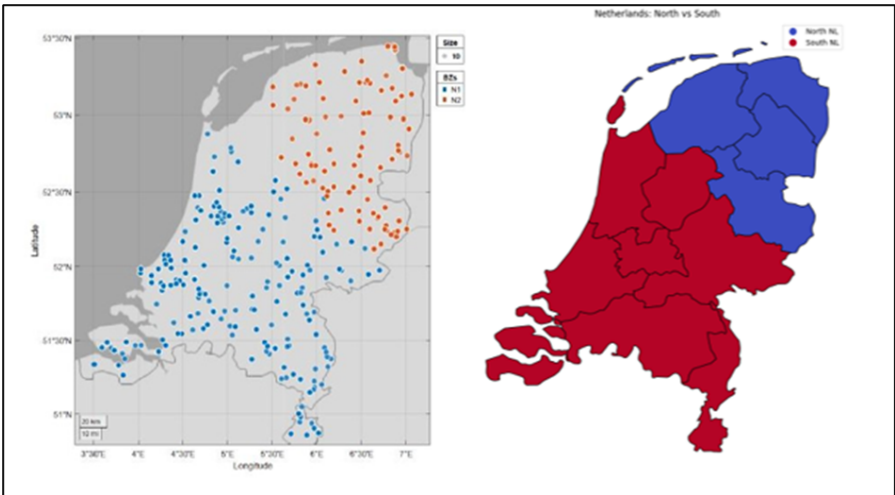 Netherlands: North vs South
North NL
South NL
53°30'N
53°N
52°30'N
52°N
51°30'N
51°N
Latitude
Size
10
BZs
N1
N2
20 km
10 mi
3°30'E
4°E
4°30'E
5°E
5°30'E
6°E
6°30'E
7°E
Longitude